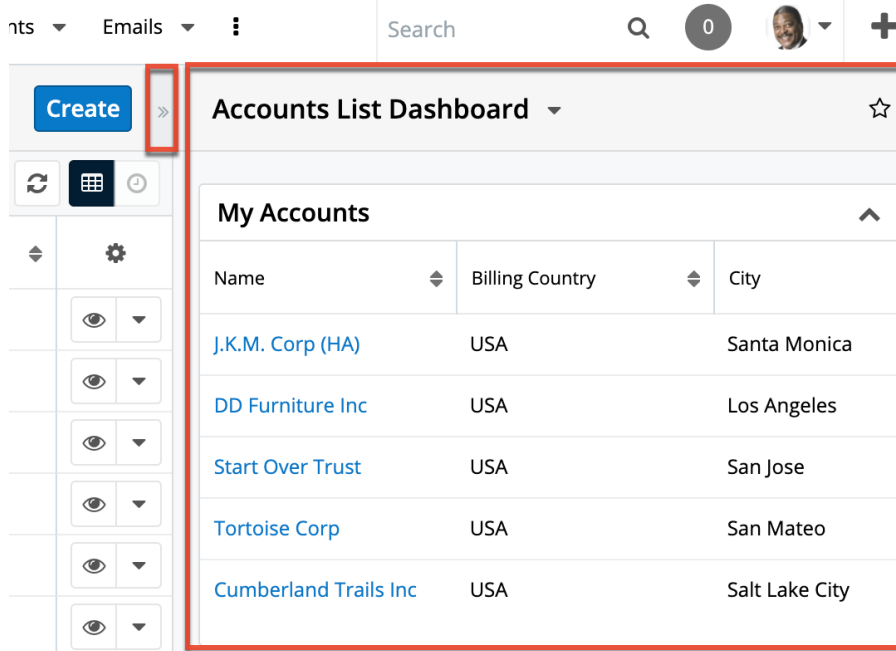 nts Emails Search 0
Create » Accounts List Dashboard
My Accounts
Name Billing Country City
J.K.M. Corp (HA) USA Santa Monica
DD Furniture Inc USA Los Angeles
Start Over Trust USA San Jose
Tortoise Corp USA San Mateo
Cumberland Trails Inc USA Salt Lake City